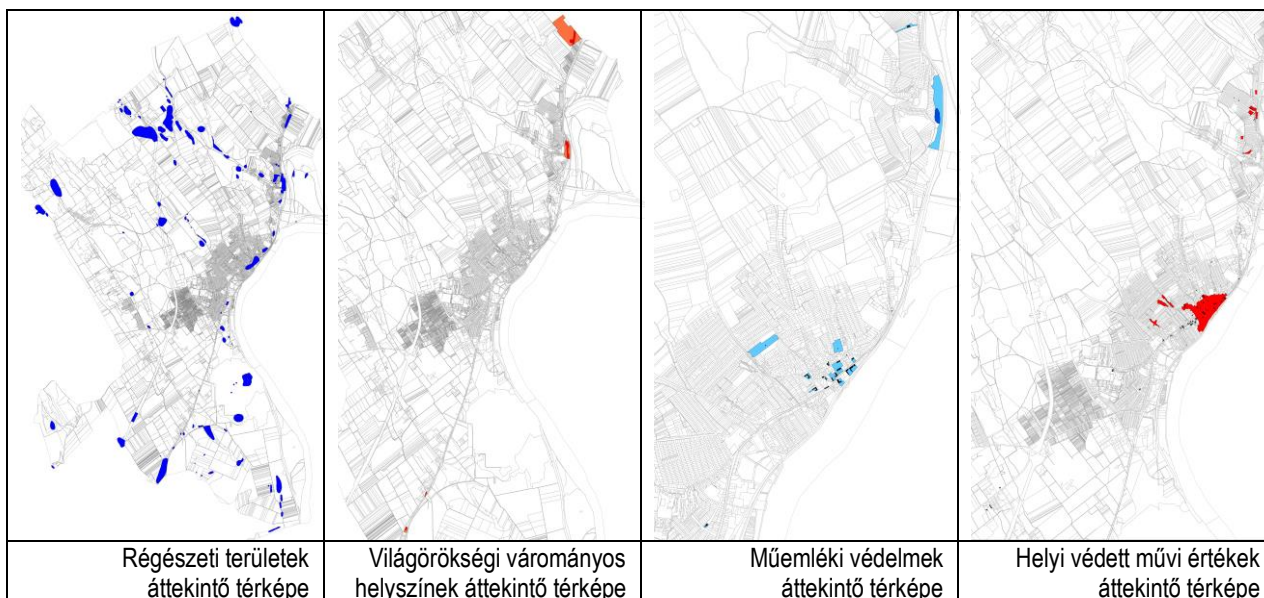 Régészeti területek
áttekintő térképe
Világörökségi várományos
helyszínek áttekintő térképe
Műemléki védelmek
áttekintő térképe
Helyi védett művi értékek
áttekintő térképe